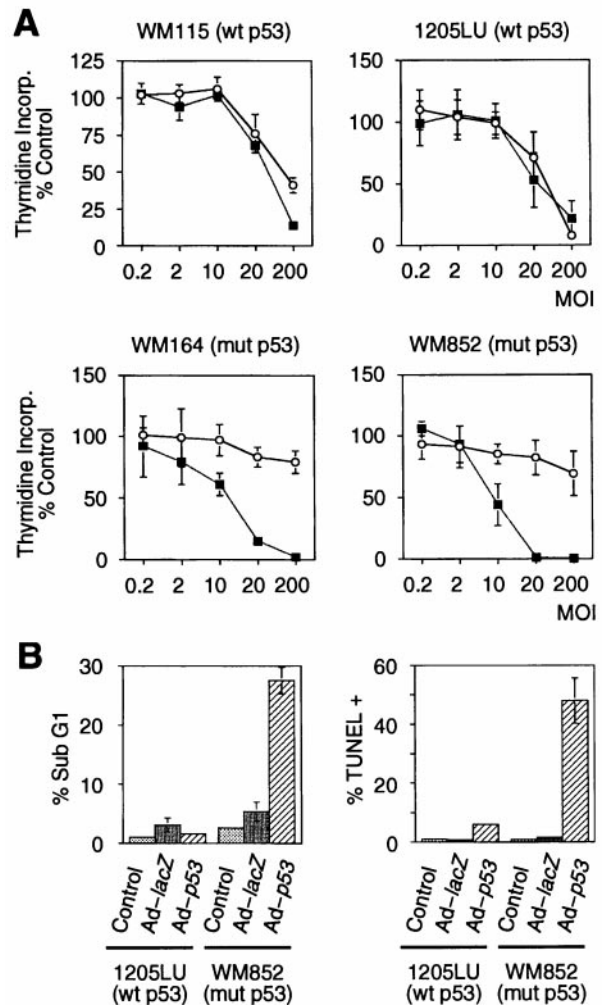 A
WM115 (wt p53)
1205LU (wt p53)
Thymidine Incorp.
% Control
125
100
75
50
25
0
0.2 2 10 20 200
150
100
50
0
0.2 2 10 20 200
MOI
WM164 (mut p53)
WM852 (mut p53)
Thymidine Incorp.
% Control
150
100
50
0
0.2 2 10 20 200
150
100
50
0
0.2 2 10 20 200
MOI
B
% Sub G1
30
20
10
0
Control
Ad-lacZ
Ad-p53
Control
Ad-lacZ
Ad-p53
1205LU
(wt p53)
WM852
(mut p53)
% TUNEL +
60
40
20
0
Control
Ad-lacZ
Ad-p53
Control
Ad-lacZ
Ad-p53
1205LU
(wt p53)
WM852
(mut p53)